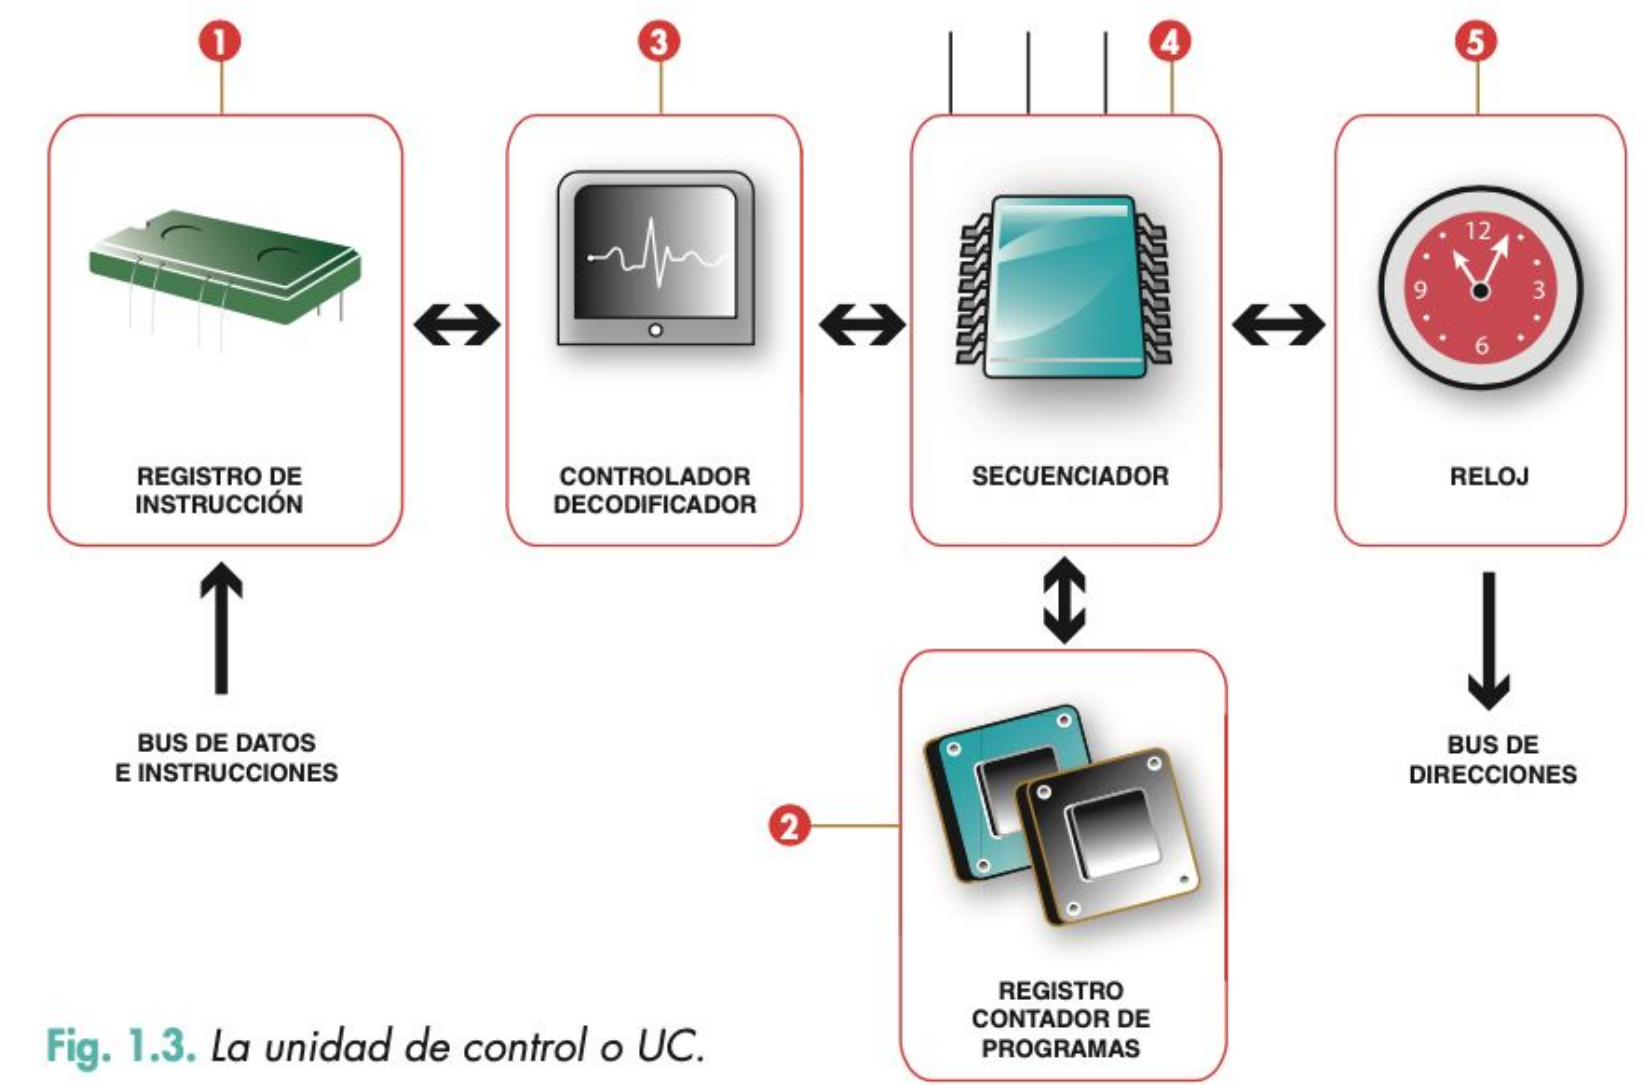 1
3
4
5
12
9
3
6
REGISTRO DE
INSTRUCCIÓN
CONTROLADOR
DECODIFICADOR
SECUENCIADOR
RELOJ
BUS DE DATOS
E INSTRUCCIONES
BUS DE
DIRECCIONES
2
REGISTRO
CONTADOR DE
PROGRAMAS
Fig. 1.3. La unidad de control o UC.